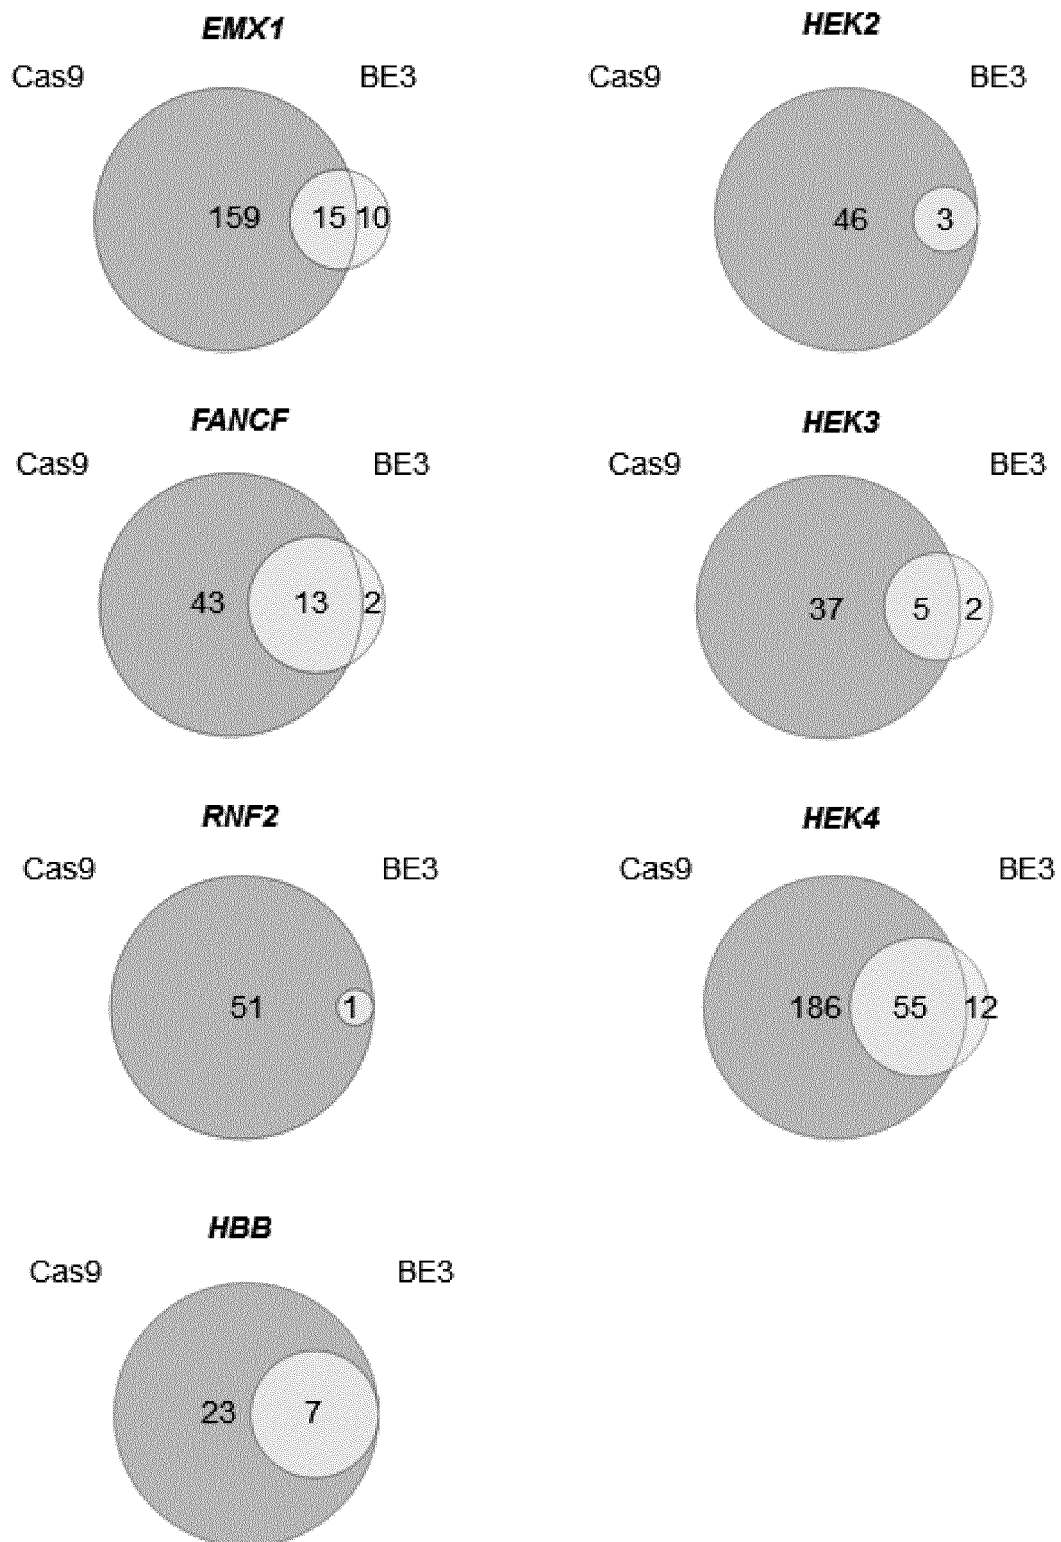 EMX1
Cas9 BE3
159 15 10
HEK2
Cas9 BE3
46 3
FANCF
Cas9 BE3
43 13 2
HEK3
Cas9 BE3
37 5 2
RNF2
Cas9 BE3
51 1
HEK4
Cas9 BE3
186 55 12
HBB
Cas9 BE3
23 7